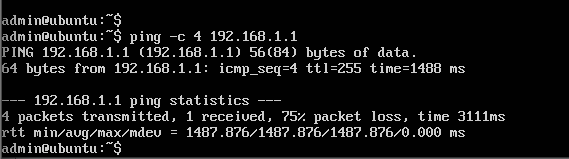 admin@ubuntu:~$
admin@ubuntu:~$ ping -c 4 192.168.1.1
PING 192.168.1.1 (192.168.1.1) 56(84) bytes of data.
64 bytes from 192.168.1.1: icmp_seq=4 ttl=255 time=1488 ms

--- 192.168.1.1 ping statistics ---
4 packets transmitted, 1 received, 75% packet loss, time 3111ms
rtt min/avg/max/mdev = 1487.876/1487.876/1487.876/0.000 ms
admin@ubuntu:~$